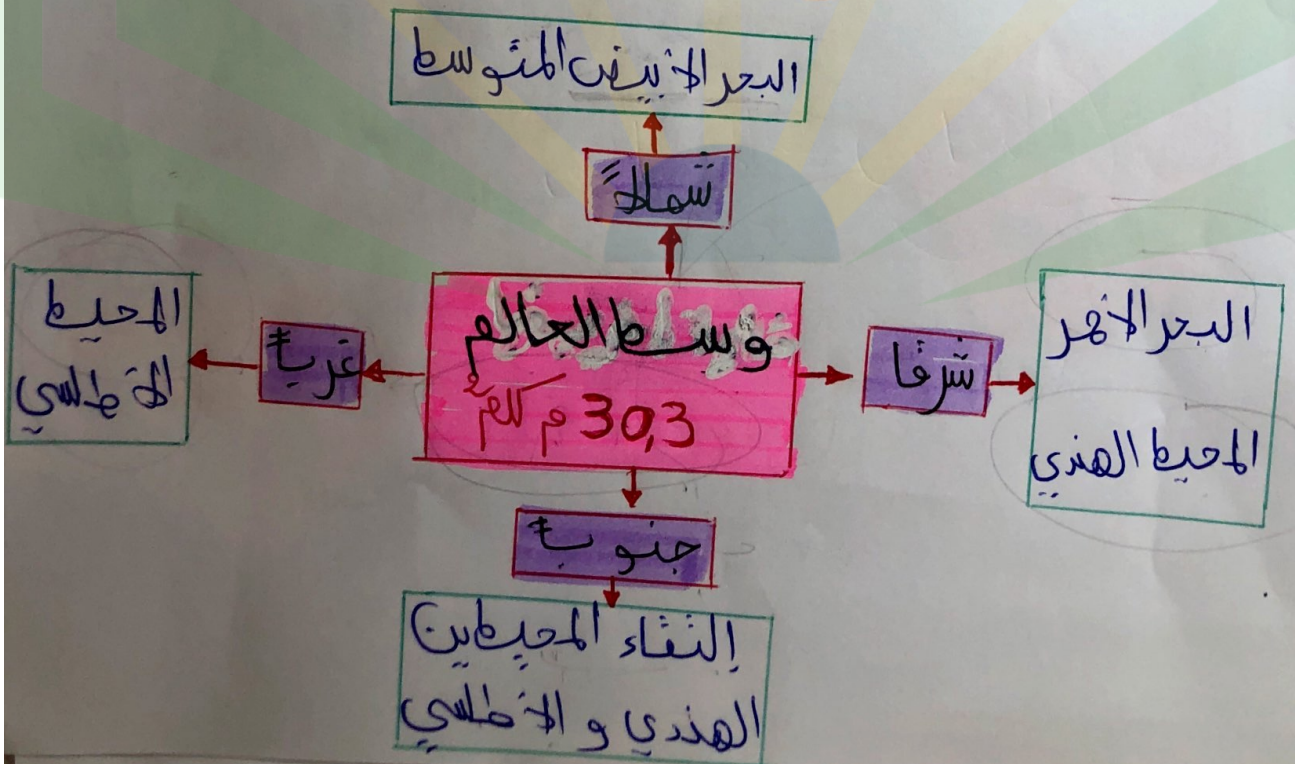 البحر الأبيض المتوسط
شمالاً
وسط العالم
30,3 م كلم²
شرقا
البحر الأحمر
المحيط الهندي
غرباً
المحيط
الأطلسي
جنوباً
إلتقاء المحيطين
الهندي و الأطلسي